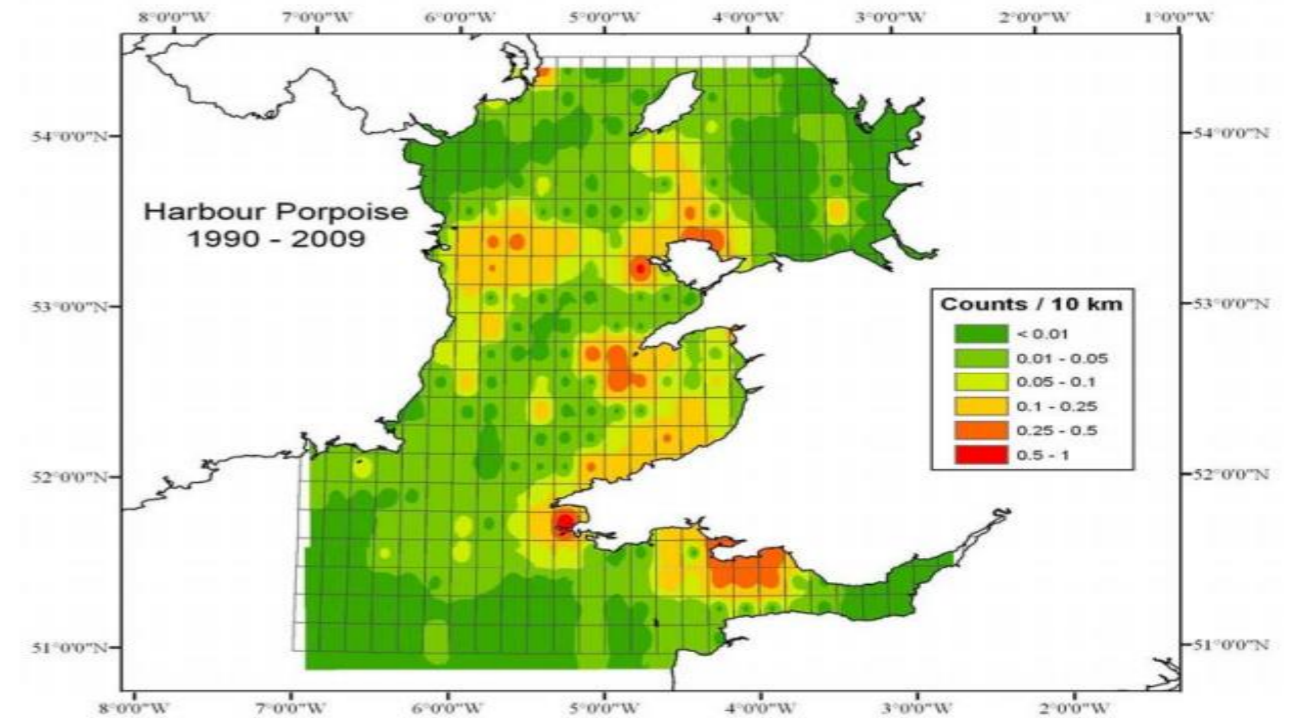 8°0'0"W 7°0'0"W 6°0'0"W 5°0'0"W 4°0'0"W 3°0'0"W 2°0'0"W 1°0'0"W
54°0'0"N 54°0'0"N
Harbour Porpoise
1990 - 2009
53°0'0"N 53°0'0"N
Counts / 10 km
< 0.01
0.01 - 0.05
0.05 - 0.1
0.1 - 0.25
0.25 - 0.5
0.5 - 1
52°0'0"N 52°0'0"N
51°0'0"N 51°0'0"N
8°0'0"W 7°0'0"W 6°0'0"W 5°0'0"W 4°0'0"W 3°0'0"W 2°0'0"W